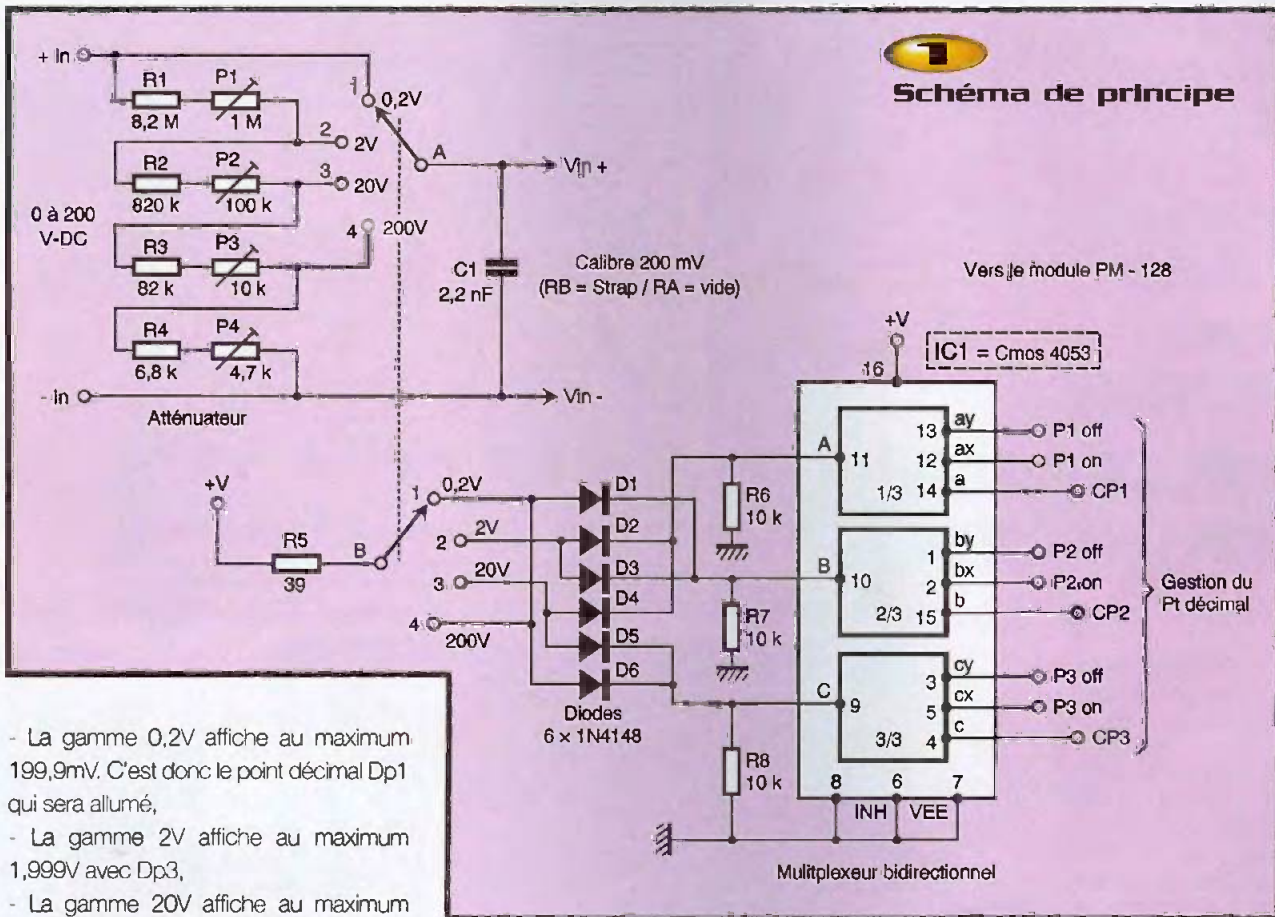 1
Schéma de principe
+ In
R1
8,2 M
P1
1 M
1
0,2V
2
2V
R2
820 k
P2
100 k
3
20V
A
Vin +
0 à 200
V-DC
R3
82 k
P3
10 k
4
200V
C1
2,2 nF
Calibre 200 mV
(RB = Strap / RA = vide)
Vers le module PM - 128
R4
6,8 k
P4
4,7 k
- In
Vin -
Atténuateur
+V
IC1 = Cmos 4053
16
+V
R5
39
B
1
0,2V
2
2V
3
20V
4
200V
D1
D2
D3
D4
D5
D6
Diodes
6 x 1N4148
R6
10 k
R7
10 k
R8
10 k
A
11
13
ay
P1 off
12
ax
P1 on
1/3
14
a
CP1
B
10
1
by
P2 off
2
bx
P2 on
2/3
15
b
CP2
Gestion du
Pt décimal
C
9
3
cy
P3 off
5
cx
P3 on
3/3
4
c
CP3
8
6
7
INH
VEE
Mulitplexeur bidirectionnel
- La gamme 0,2V affiche au maximum
199,9mV. C'est donc le point décimal Dp1
qui sera allumé,
- La gamme 2V affiche au maximum
1,999V avec Dp3,
- La gamme 20V affiche au maximum